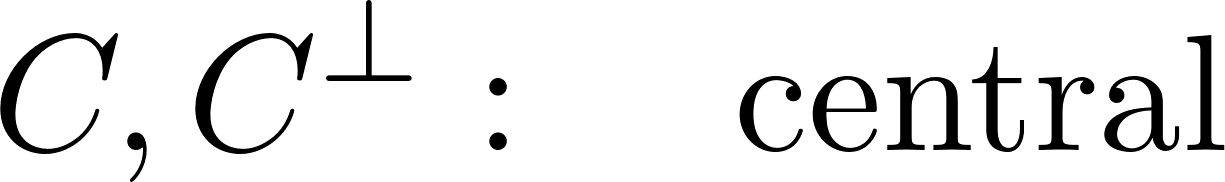 C, C⊥ : central